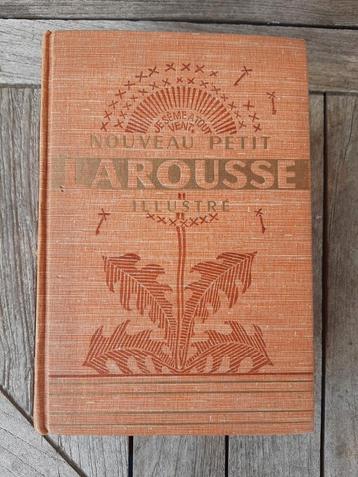 JE SÈME À TOUT
VENT
NOUVEAU PETIT
LAROUSSE
ILLUSTRÉ